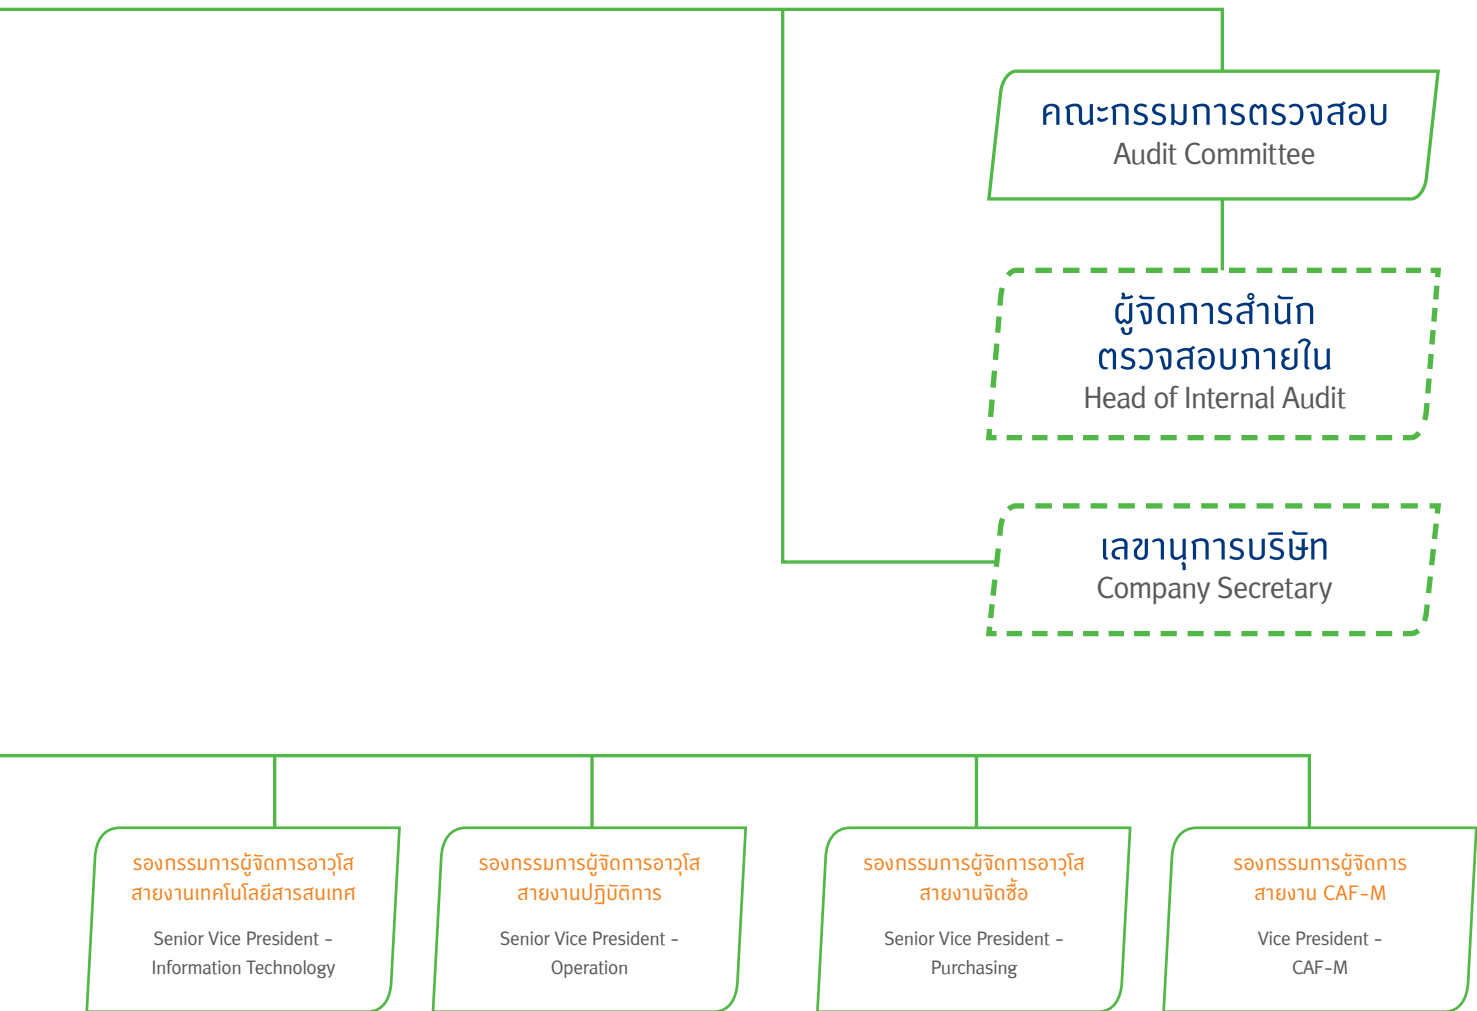 คณะกรรมการตรวจสอบ
Audit Committee
ผู้จัดการสำนัก
ตรวจสอบภายใน
Head of Internal Audit
เลขานุการบริษัท
Company Secretary
รองกรรมการผู้จัดการอาวุโส
สายงานเทคโนโลยีสารสนเทศ
Senior Vice President –
Information Technology
รองกรรมการผู้จัดการอาวุโส
สายงานปฏิบัติการ
Senior Vice President –
Operation
รองกรรมการผู้จัดการอาวุโส
สายงานจัดซื้อ
Senior Vice President –
Purchasing
รองกรรมการผู้จัดการ
สายงาน CAF-M
Vice President –
CAF-M